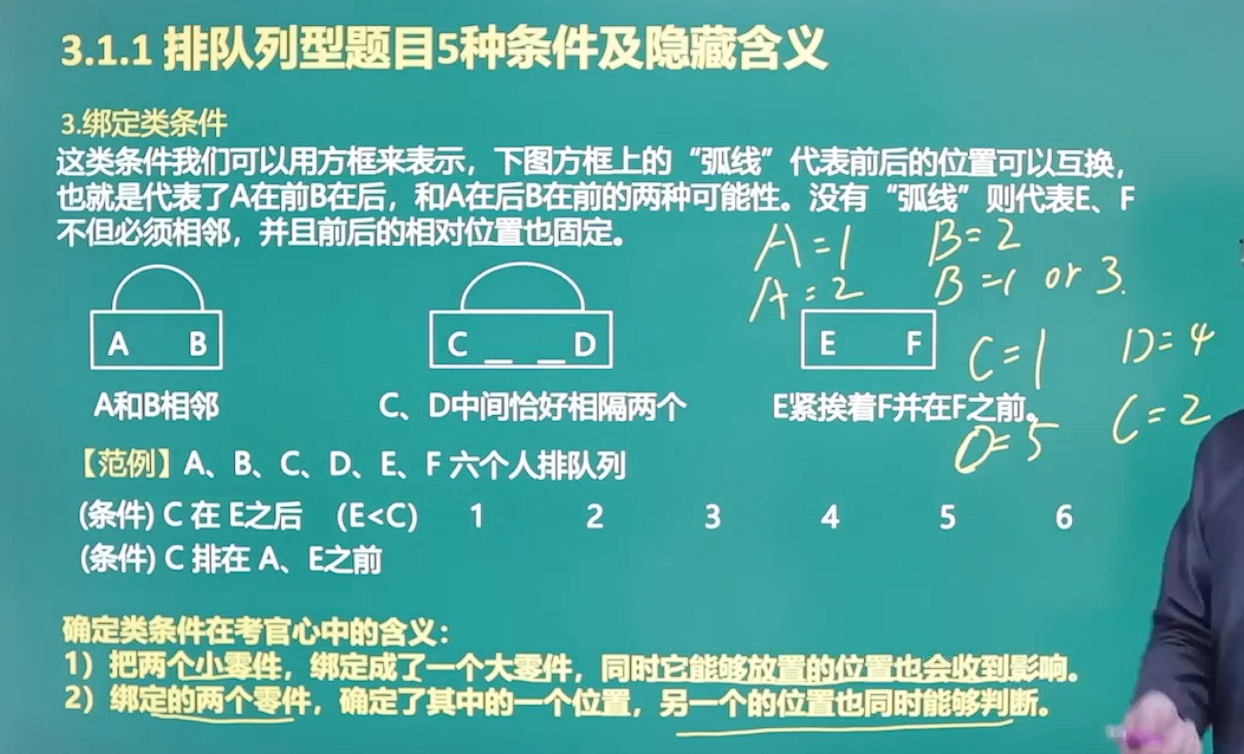 3.1.1 排队列型题目5种条件及隐藏含义
3.绑定类条件
这类条件我们可以用方框来表示，下图方框上的“弧线”代表前后的位置可以互换，
也就是代表了A在前B在后，和A在后B在前的两种可能性。没有“弧线”则代表E、F
不但必须相邻，并且前后的相对位置也固定。
A=1 B=2
A=2 B=1 or 3.
A B
C _ _ D
E F
C=1 D=4
A和B相邻
C、D中间恰好相隔两个
E紧挨着F并在F之前。
C=2
D=5
【范例】A、B、C、D、E、F 六个人排队列
(条件) C 在 E之后 (E<C) 1 2 3 4 5 6
(条件) C 排在 A、E之前
确定类条件在考官心中的含义：
1）把两个小零件，绑定成了一个大零件，同时它能够放置的位置也会收到影响。
2）绑定的两个零件，确定了其中的一个位置，另一个的位置也同时能够判断。